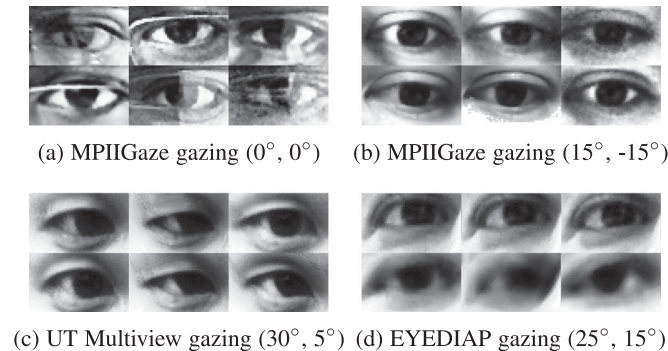 (a) MPIIGaze gazing (0°, 0°)
(b) MPIIGaze gazing (15°, -15°)
(c) UT Multiview gazing (30°, 5°)
(d) EYEDIAP gazing (25°, 15°)